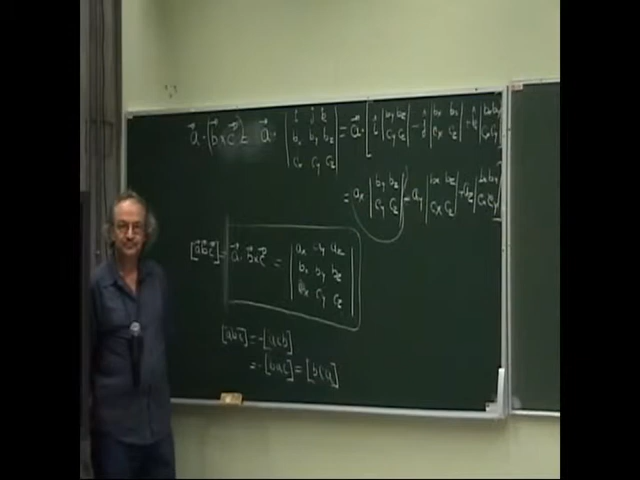 a⃗·(b⃗×c⃗) = a⃗· | î ĵ k̂ | = a⃗·[ î | by bz | - ĵ | bx bz | + k̂ | bx by |
| bx by bz | | cy cz | | cx cz | | cx cy |
| cx cy cz |
= ax | by bz | - ay | bx bz | + az | bx by |
| cy cz | | cx cz | | cx cy |
[a⃗b⃗c⃗] = a⃗·b⃗×c⃗ = | ax ay az |
| bx by bz |
| cx cy cz |
[abc] = -[acb]
= -[bac] = [bca]